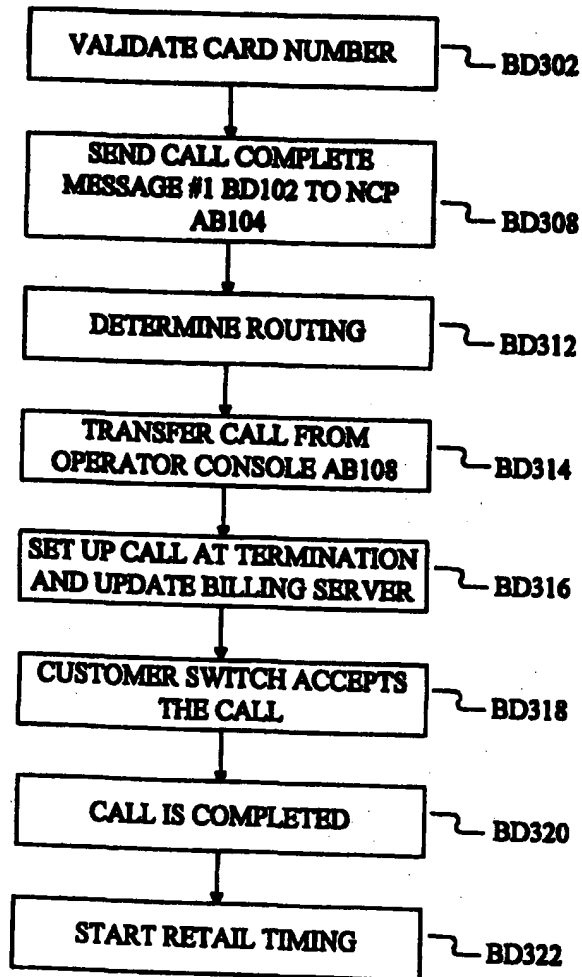 VALIDATE CARD NUMBER
BD302
SEND CALL COMPLETE
MESSAGE #1 BD102 TO NCP
AB104
BD308
DETERMINE ROUTING
BD312
TRANSFER CALL FROM
OPERATOR CONSOLE AB108
BD314
SET UP CALL AT TERMINATION
AND UPDATE BILLING SERVER
BD316
CUSTOMER SWITCH ACCEPTS
THE CALL
BD318
CALL IS COMPLETED
BD320
START RETAIL TIMING
BD322